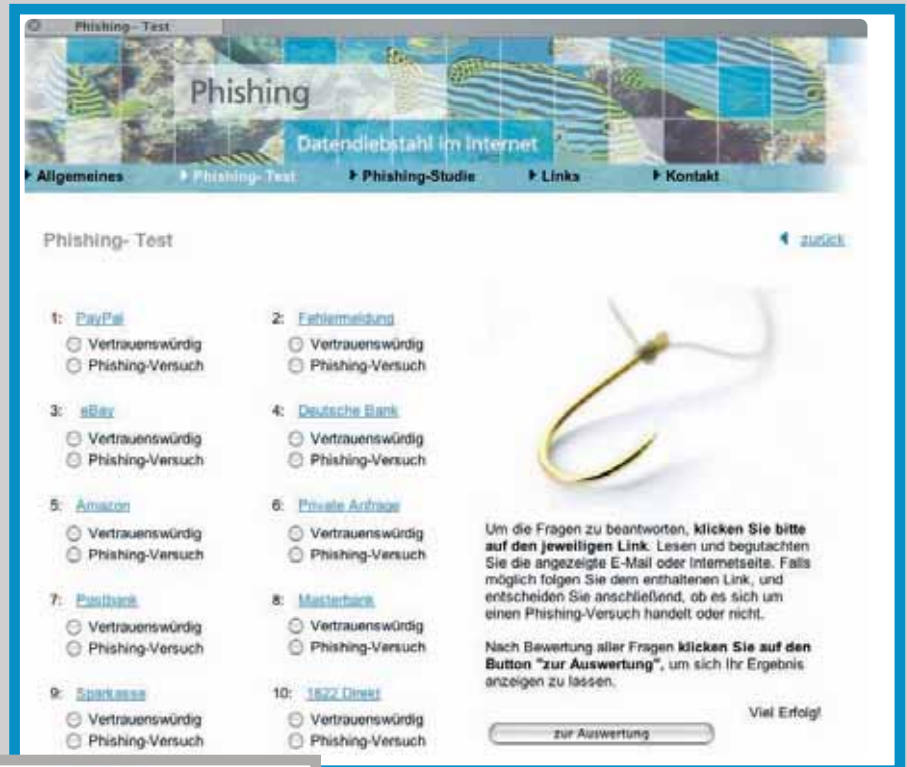 Phishing- Test
Phishing
Datendiebstahl im Internet
Allgemeines
Phishing- Test
Phishing-Studie
Links
Kontakt
Phishing- Test
zurück
1: PayPal
Vertrauenswürdig
Phishing-Versuch
2: Fehlermeldung
Vertrauenswürdig
Phishing-Versuch
3: eBay
Vertrauenswürdig
Phishing-Versuch
4: Deutsche Bank
Vertrauenswürdig
Phishing-Versuch
5: Amazon
Vertrauenswürdig
Phishing-Versuch
6: Private Anfrage
Vertrauenswürdig
Phishing-Versuch
7: Postbank
Vertrauenswürdig
Phishing-Versuch
8: Masterbank
Vertrauenswürdig
Phishing-Versuch
9: Sparkasse
Vertrauenswürdig
Phishing-Versuch
10: 1822 Direkt
Vertrauenswürdig
Phishing-Versuch
Um die Fragen zu beantworten, klicken Sie bitte
auf den jeweiligen Link. Lesen und begutachten
Sie die angezeigte E-Mail oder Internetseite. Falls
möglich folgen Sie dem enthaltenen Link, und
entscheiden Sie anschließend, ob es sich um
einen Phishing-Versuch handelt oder nicht.
Nach Bewertung aller Fragen klicken Sie auf den
Button "zur Auswertung", um sich Ihr Ergebnis
anzeigen zu lassen.
Viel Erfolg!
zur Auswertung